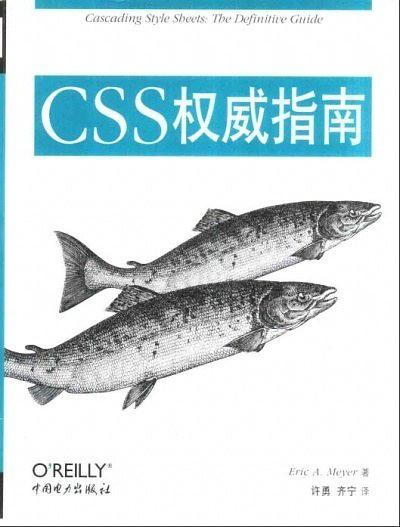 Cascading Style Sheets: The Definitive Guide
CSS权威指南
Eric A. Meyer 著
O'REILLY®
许勇 齐宁 译
中国电力出版社